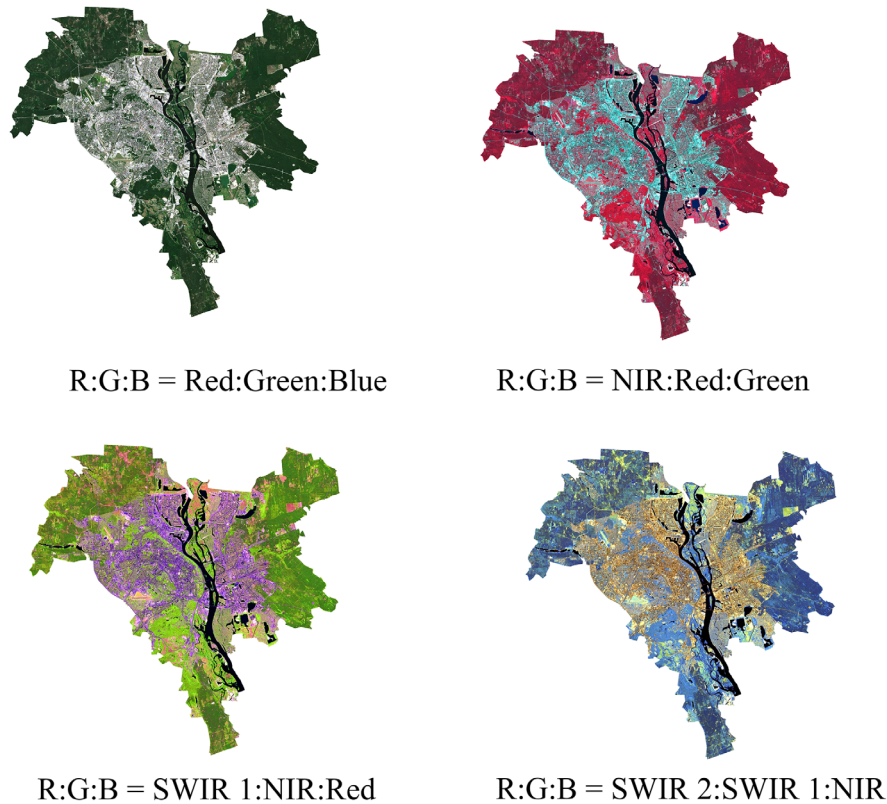 R:G:B = Red:Green:Blue
R:G:B = NIR:Red:Green
R:G:B = SWIR 1:NIR:Red
R:G:B = SWIR 2:SWIR 1:NIR